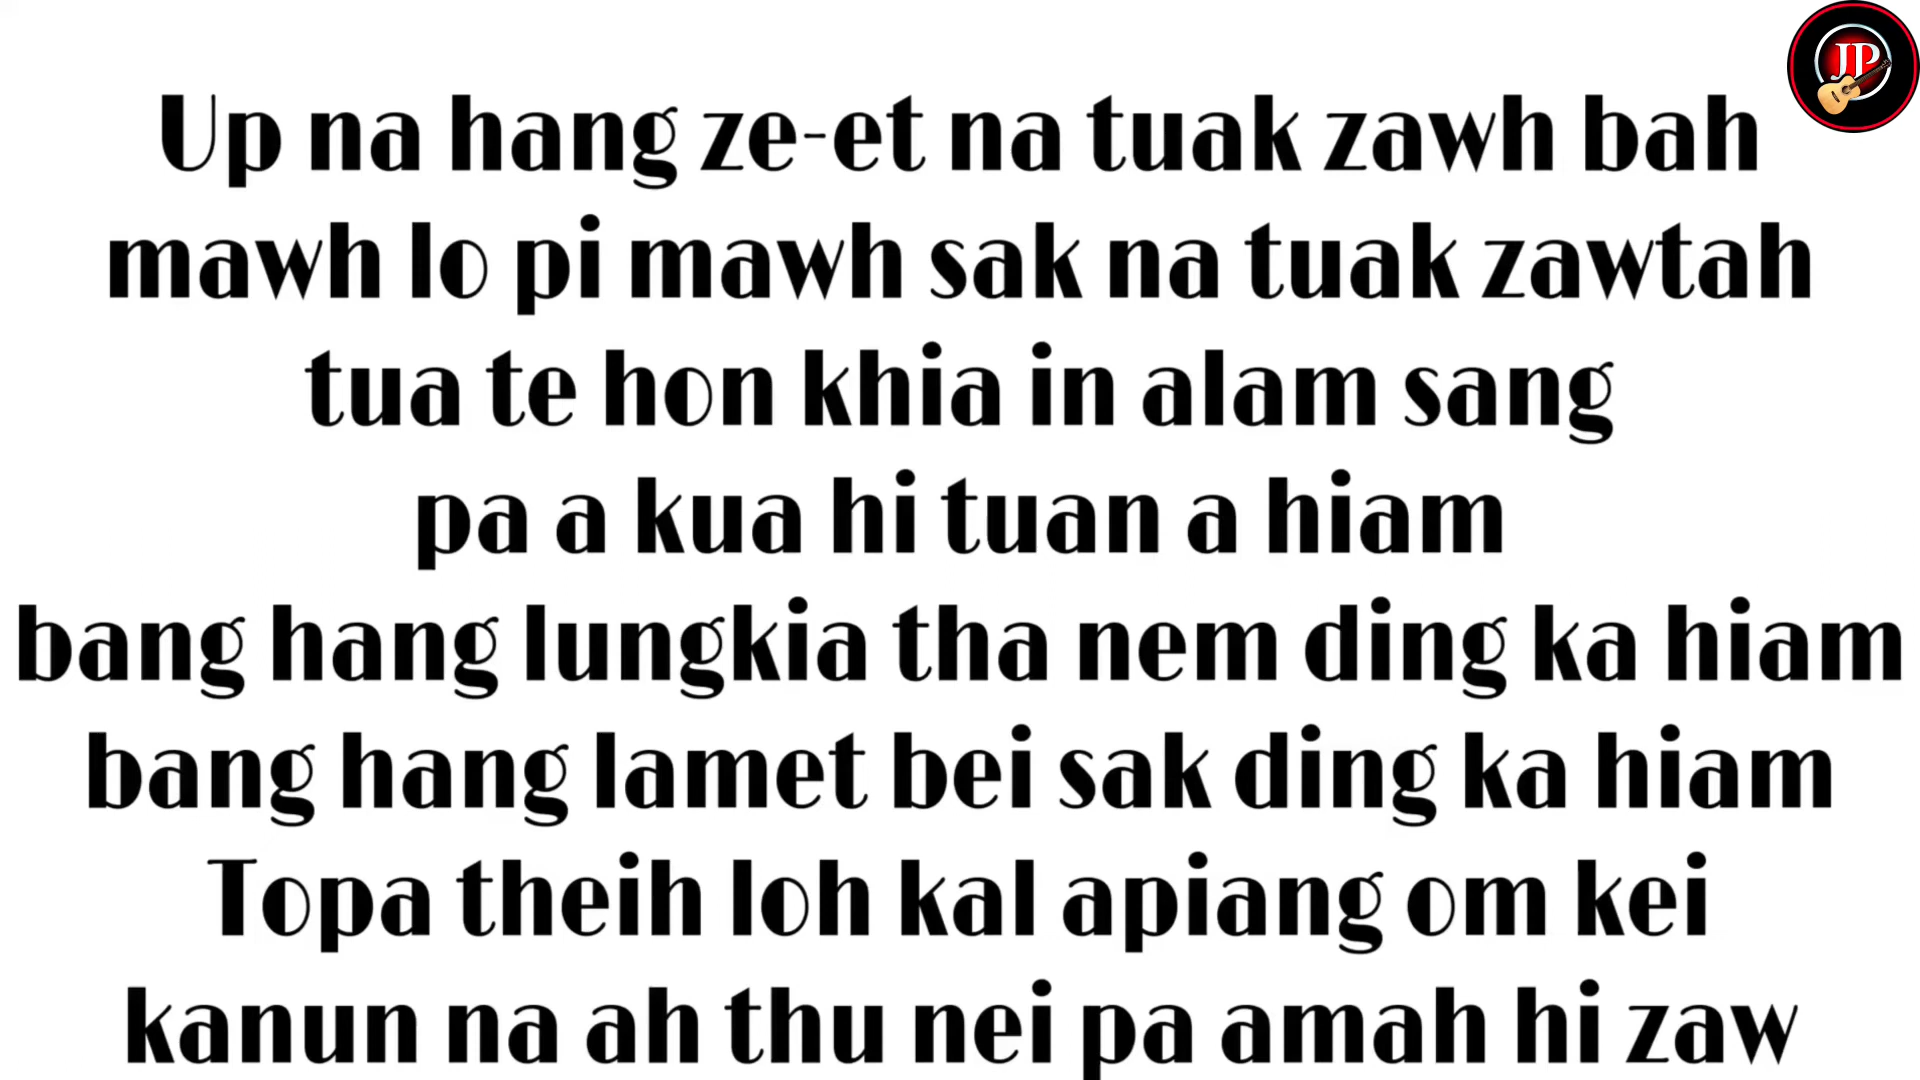 JP
Up na hang ze-et na tuak zawh bah
mawh lo pi mawh sak na tuak zawtah
tua te hon khia in alam sang
pa a kua hi tuan a hiam
bang hang lungkia tha nem ding ka hiam
bang hang lamet bei sak ding ka hiam
Topa theih loh kal apiang om kei
kanun na ah thu nei pa amah hi zaw